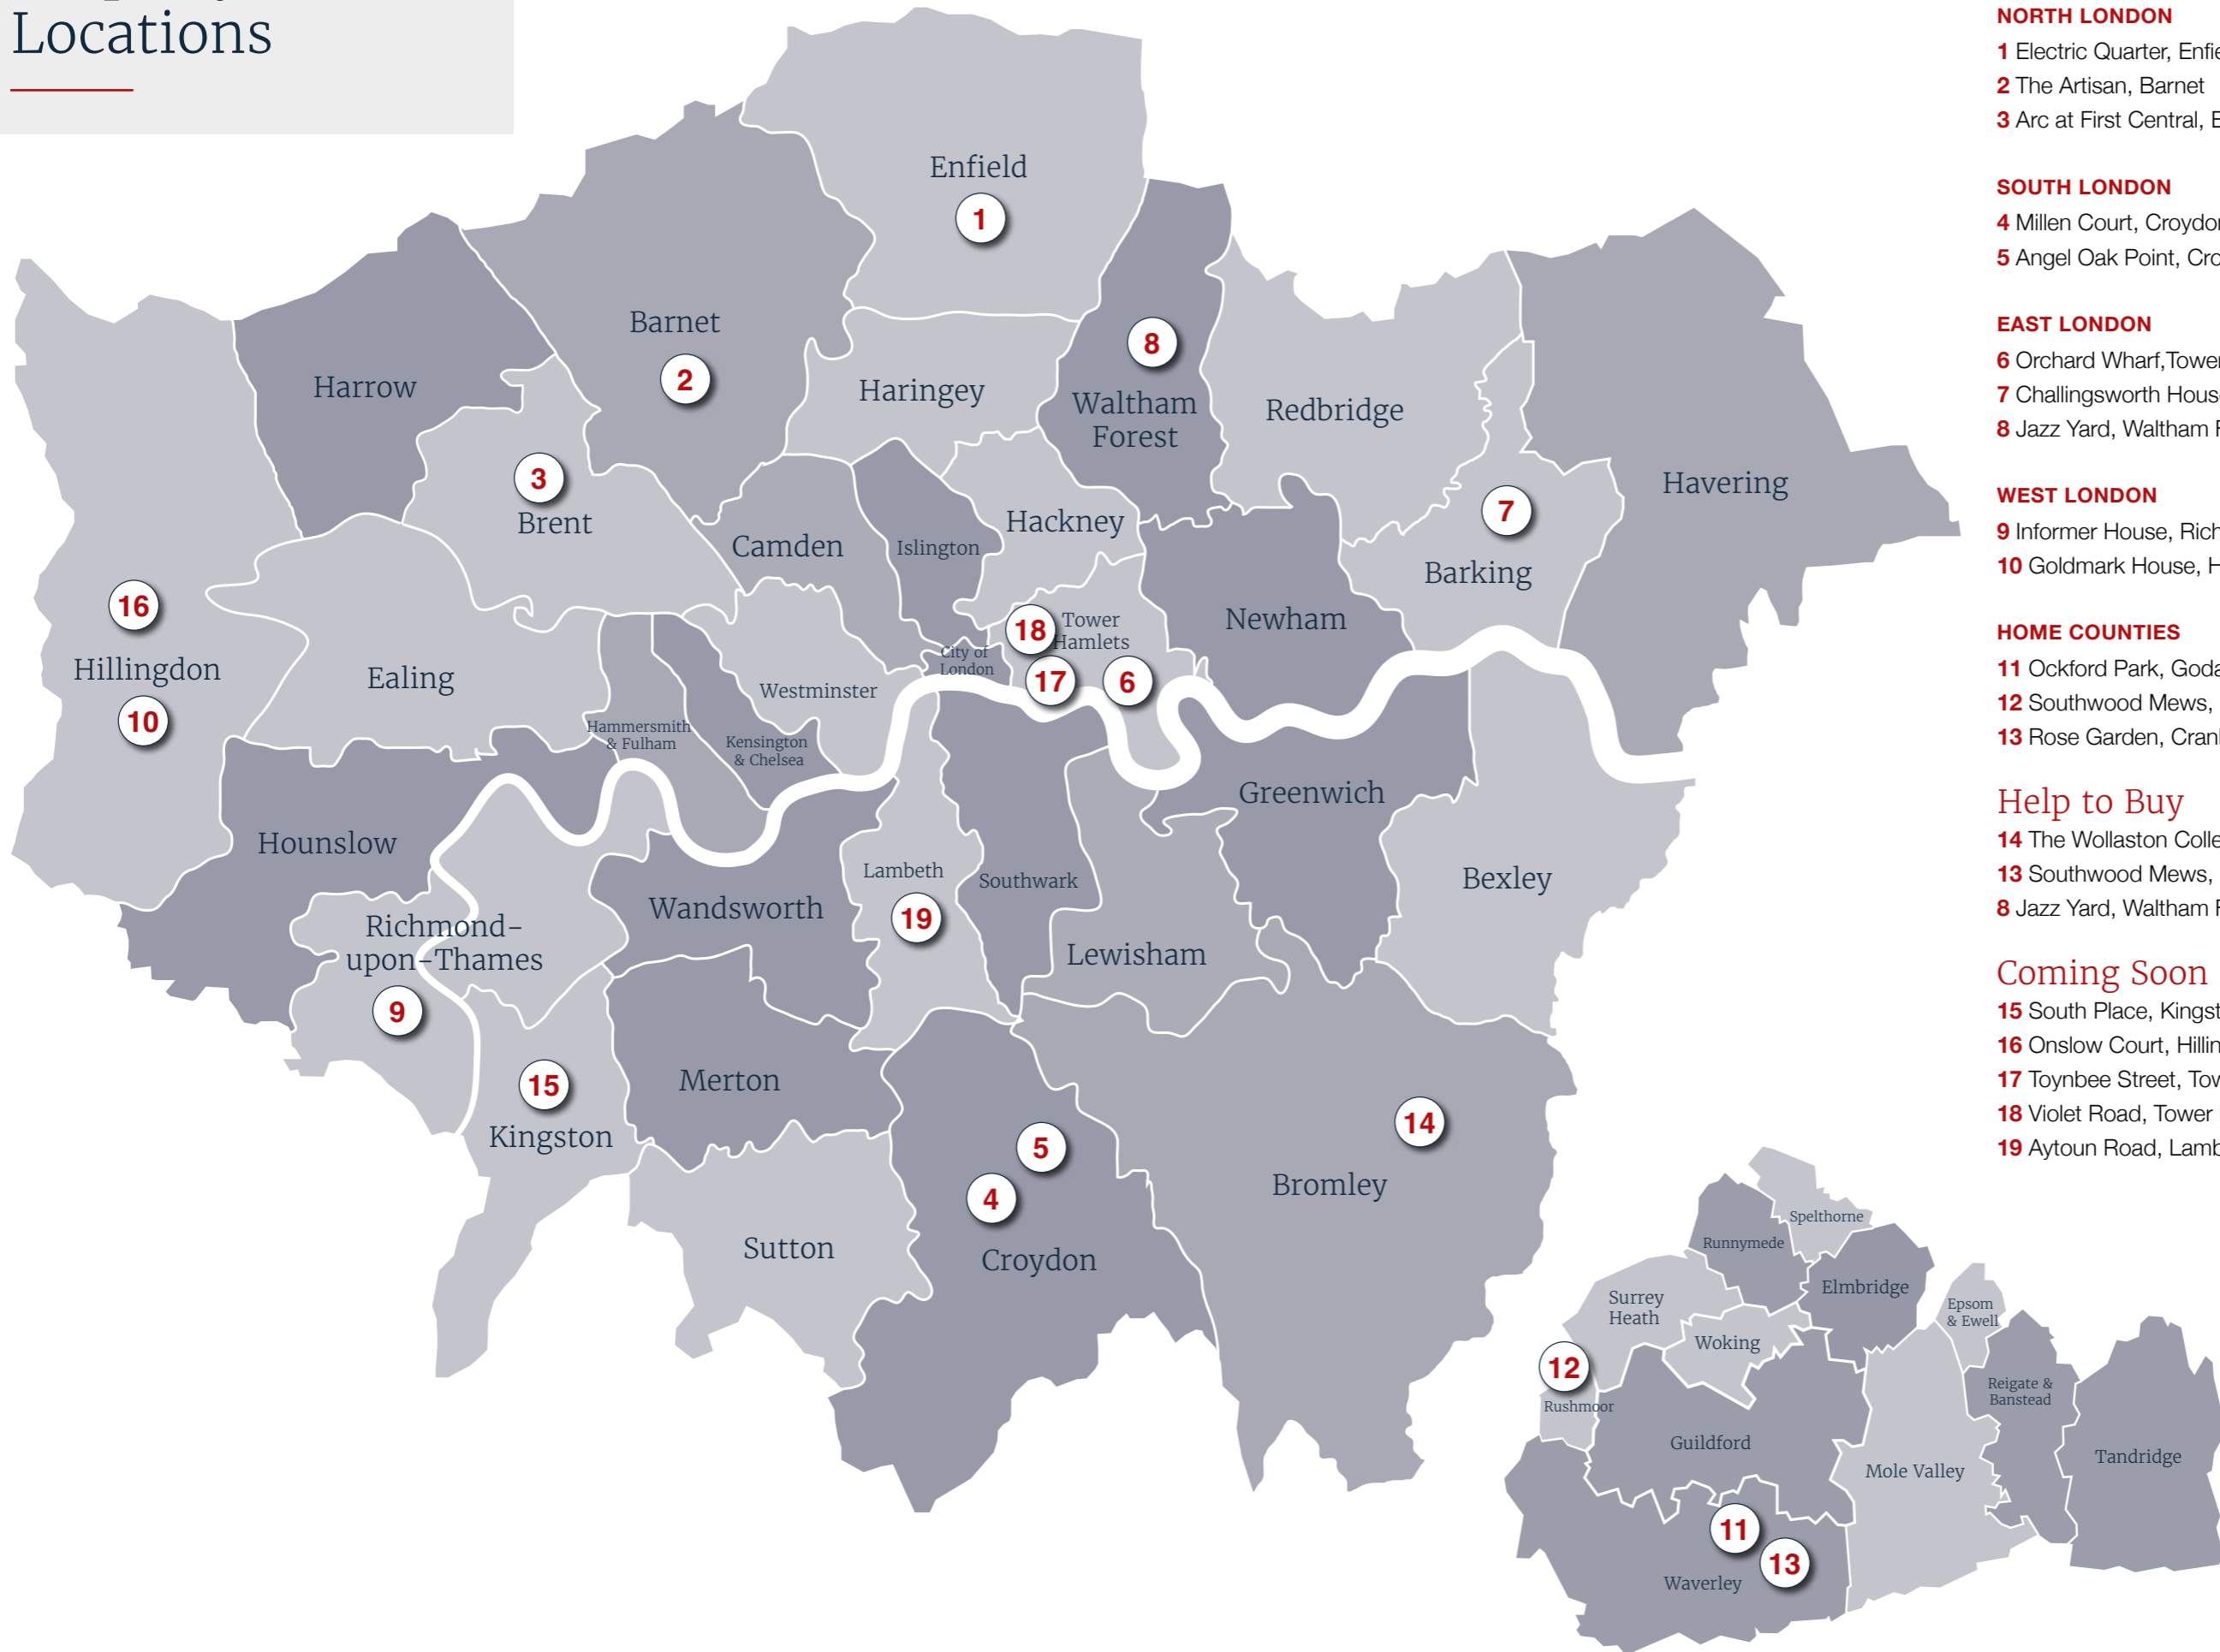 Locations
Enfield
1
Barnet
2
Harrow
Haringey
8
Waltham
Forest
Redbridge
Havering
3
Brent
7
Barking
Camden
Islington
Hackney
Newham
16
Hillingdon
10
Ealing
18
Tower
Hamlets
17
6
City of
London
Westminster
Hammersmith
& Fulham
Kensington
& Chelsea
Greenwich
Hounslow
Lambeth
19
Southwark
Bexley
Wandsworth
Richmond-
upon-Thames
9
Lewisham
Merton
15
Kingston
5
4
Croydon
14
Bromley
Sutton
Spelthorne
Runnymede
Elmbridge
Surrey
Heath
Epsom
& Ewell
Woking
12
Rushmoor
Reigate &
Banstead
Guildford
Mole Valley
Tandridge
11
13
Waverley
NORTH LONDON
1 Electric Quarter,
2 The Artisan, Barnet
3 Arc at First Central,
SOUTH LONDON
4 Millen Court,
5 Angel Oak Point,
EAST LONDON
6 Orchard Wharf,
7 Challingsworth
8 Jazz Yard, Waltham
WEST LONDON
9 Informer House,
10 Goldmark House,
HOME COUNTIES
11 Ockford Park,
12 Southwood Mews,
13 Rose Garden,
Help to Buy
14 The Wollaston
13 Southwood Mews,
8 Jazz Yard, Waltham
Coming Soon
15 South Place,
16 Onslow Court,
17 Toynbee Street,
18 Violet Road, Tower
19 Aytoun Road,